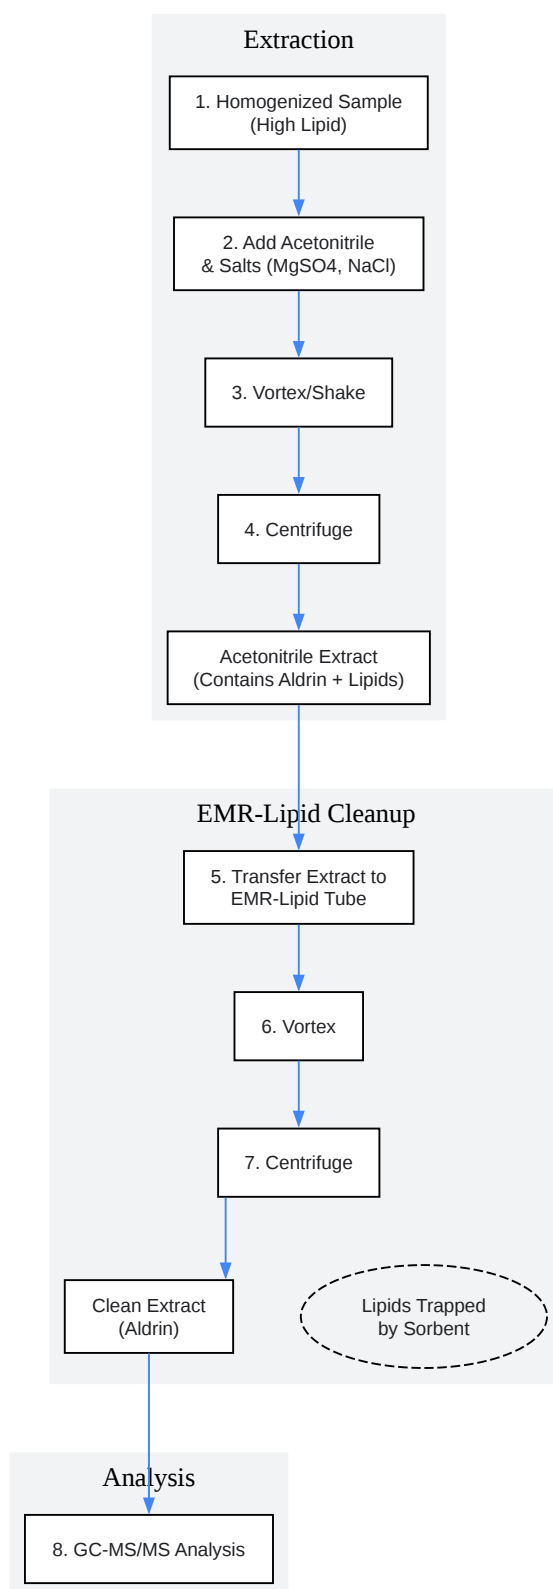 Extraction
1. Homogenized Sample
(High Lipid)
2. Add Acetonitrile
& Salts (MgSO4, NaCl)
3. Vortex/Shake
4. Centrifuge
Acetonitrile Extract
(Contains Aldrin + Lipids)
EMR-Lipid Cleanup
5. Transfer Extract to
EMR-Lipid Tube
6. Vortex
7. Centrifuge
Clean Extract
(Aldrin)
Lipids Trapped
by Sorbent
Analysis
8. GC-MS/MS Analysis